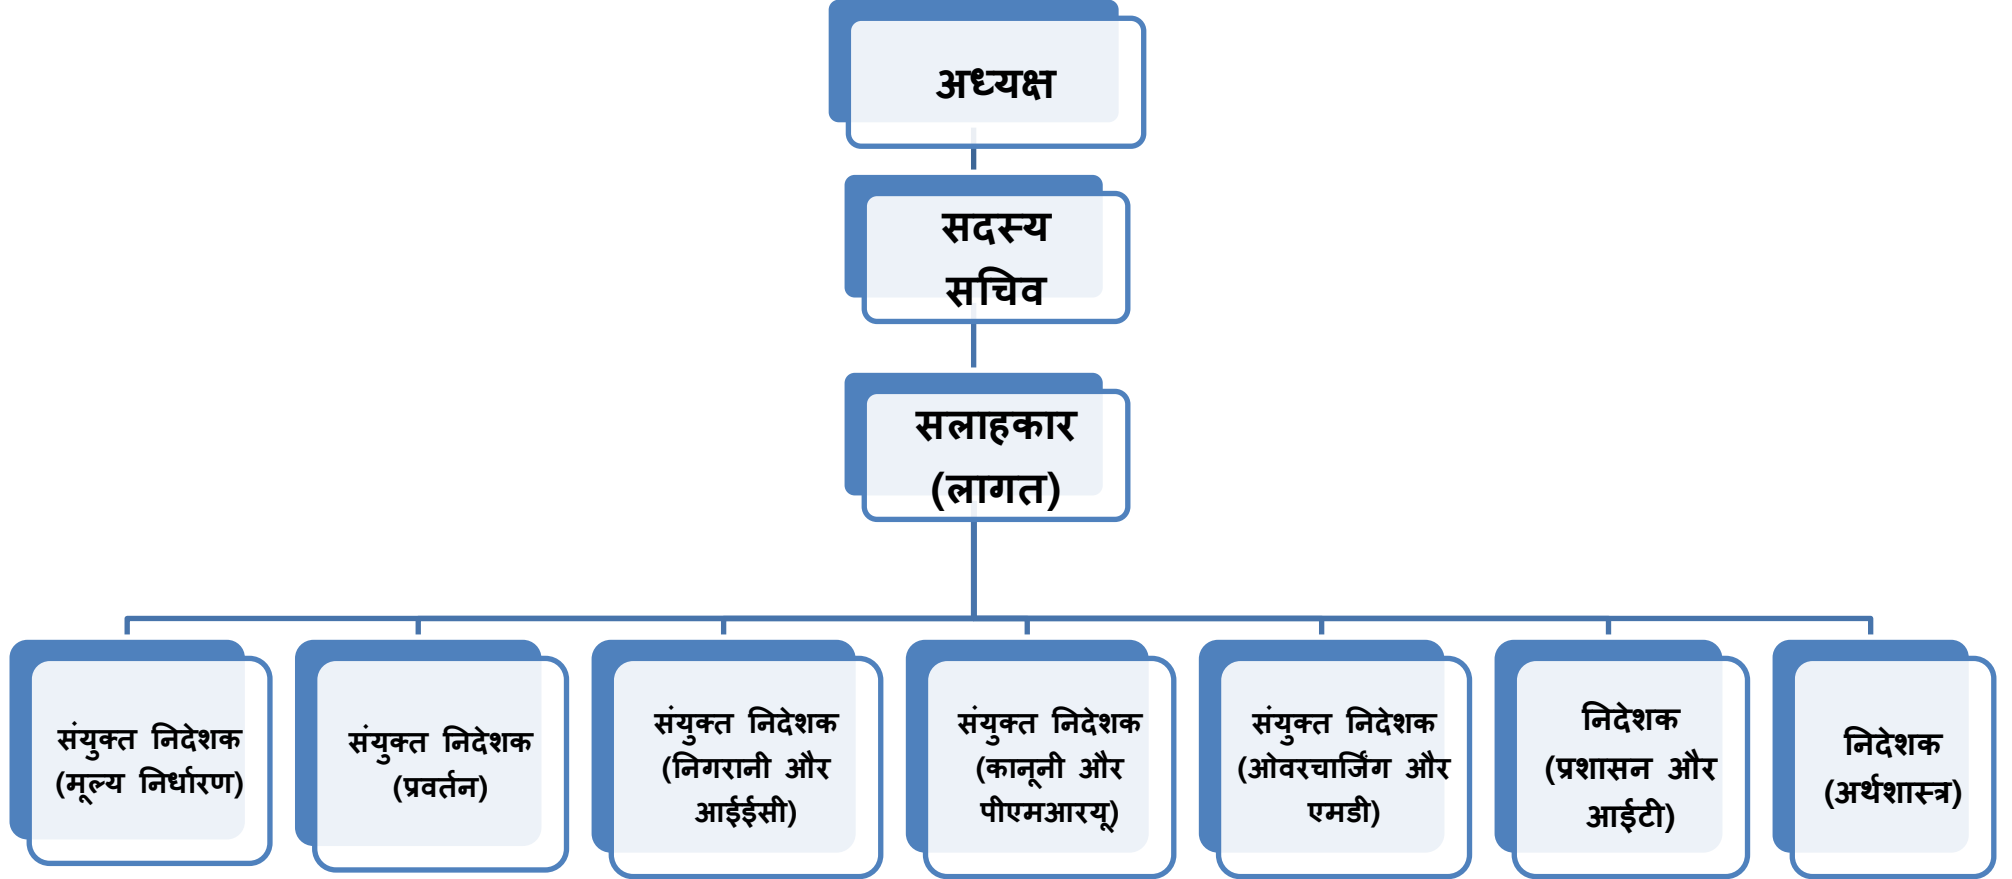 अध्यक्ष
सदस्य
सचिव
सलाहकार
(लागत)
संयुक्त निदेशक
(मूल्य निर्धारण)
संयुक्त निदेशक
(प्रवर्तन)
संयुक्त निदेशक
(निगरानी और
आईईसी)
संयुक्त निदेशक
(कानूनी और
पीएमआरयू)
संयुक्त निदेशक
(ओवरचार्जिंग और
एमडी)
निदेशक
(प्रशासन और
आईटी)
निदेशक
(अर्थशास्त्र)